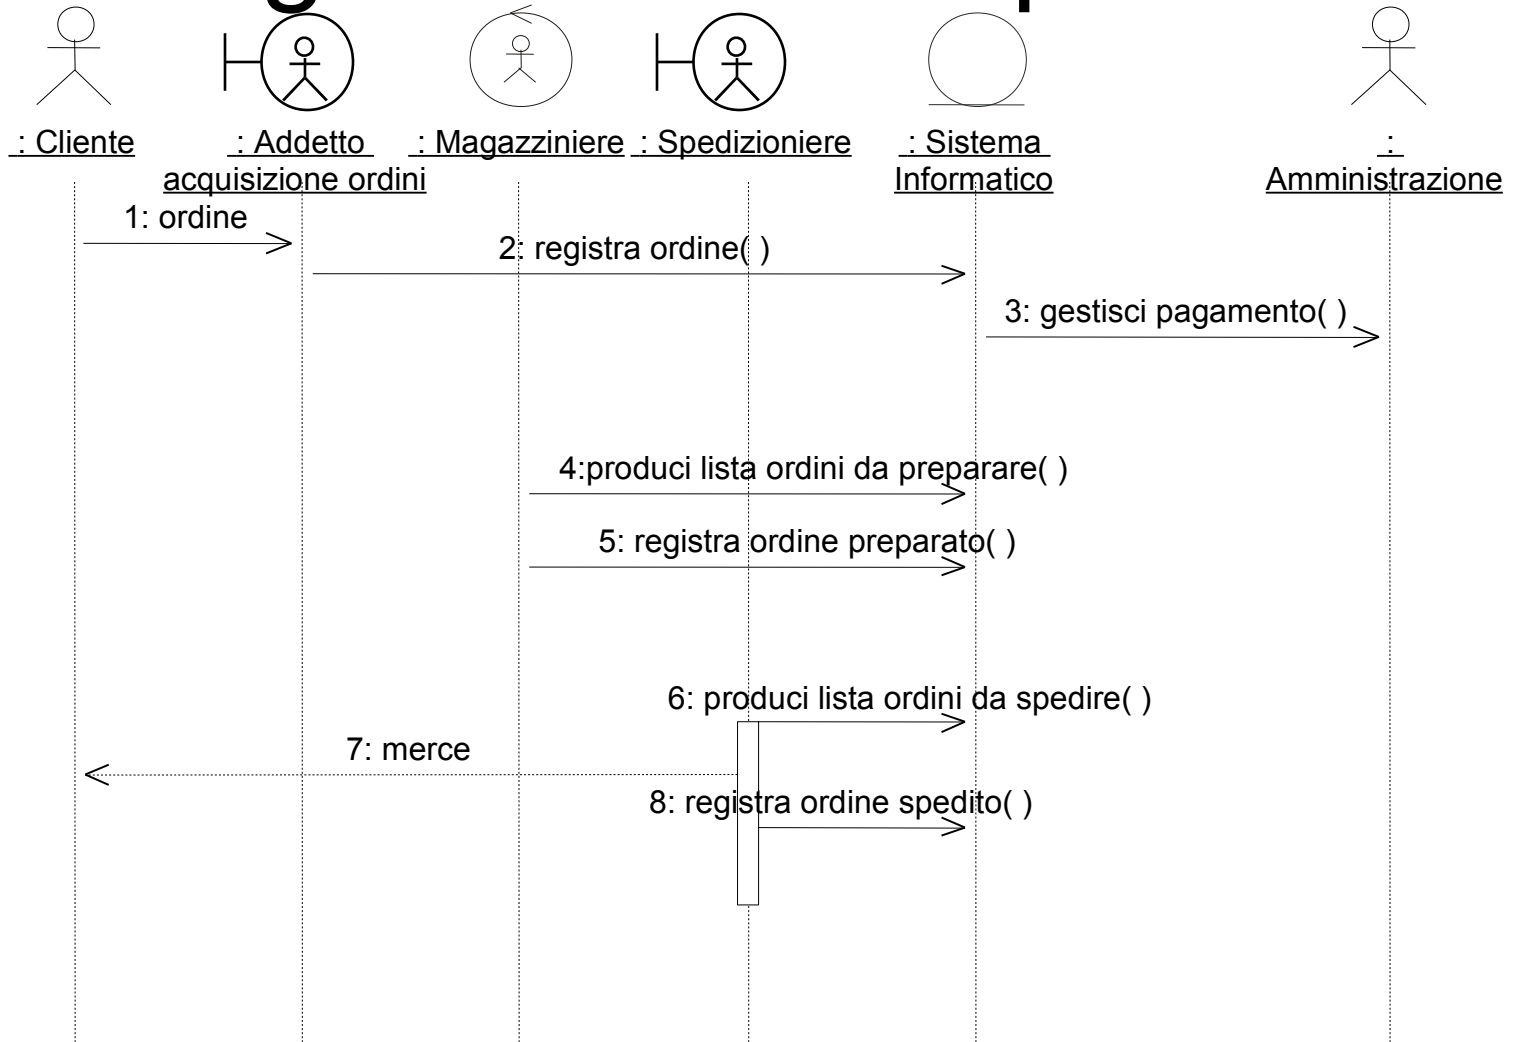 : Cliente
: Addetto
acquisizione ordini
: Magazziniere
: Spedizioniere
: Sistema
Informatico
:
Amministrazione
1: ordine
2: registra ordine( )
3: gestisci pagamento( )
4:produci lista ordini da preparare( )
5: registra ordine preparato( )
6: produci lista ordini da spedire( )
7: merce
8: registra ordine spedito( )